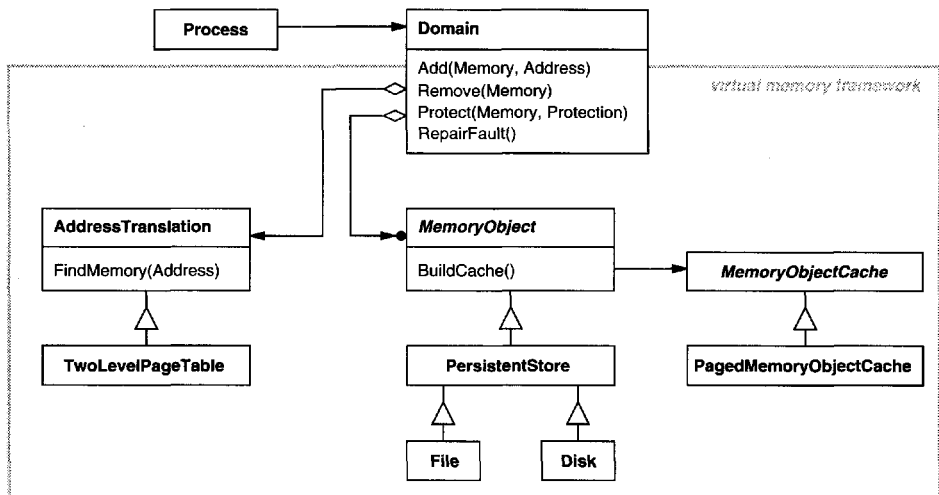 Process
Domain
Add(Memory, Address)
Remove(Memory)
Protect(Memory, Protection)
RepairFault()
virtual memory framework
AddressTranslation
FindMemory(Address)
MemoryObject
BuildCache()
MemoryObjectCache
TwoLevelPageTable
PersistentStore
PagedMemoryObjectCache
File
Disk